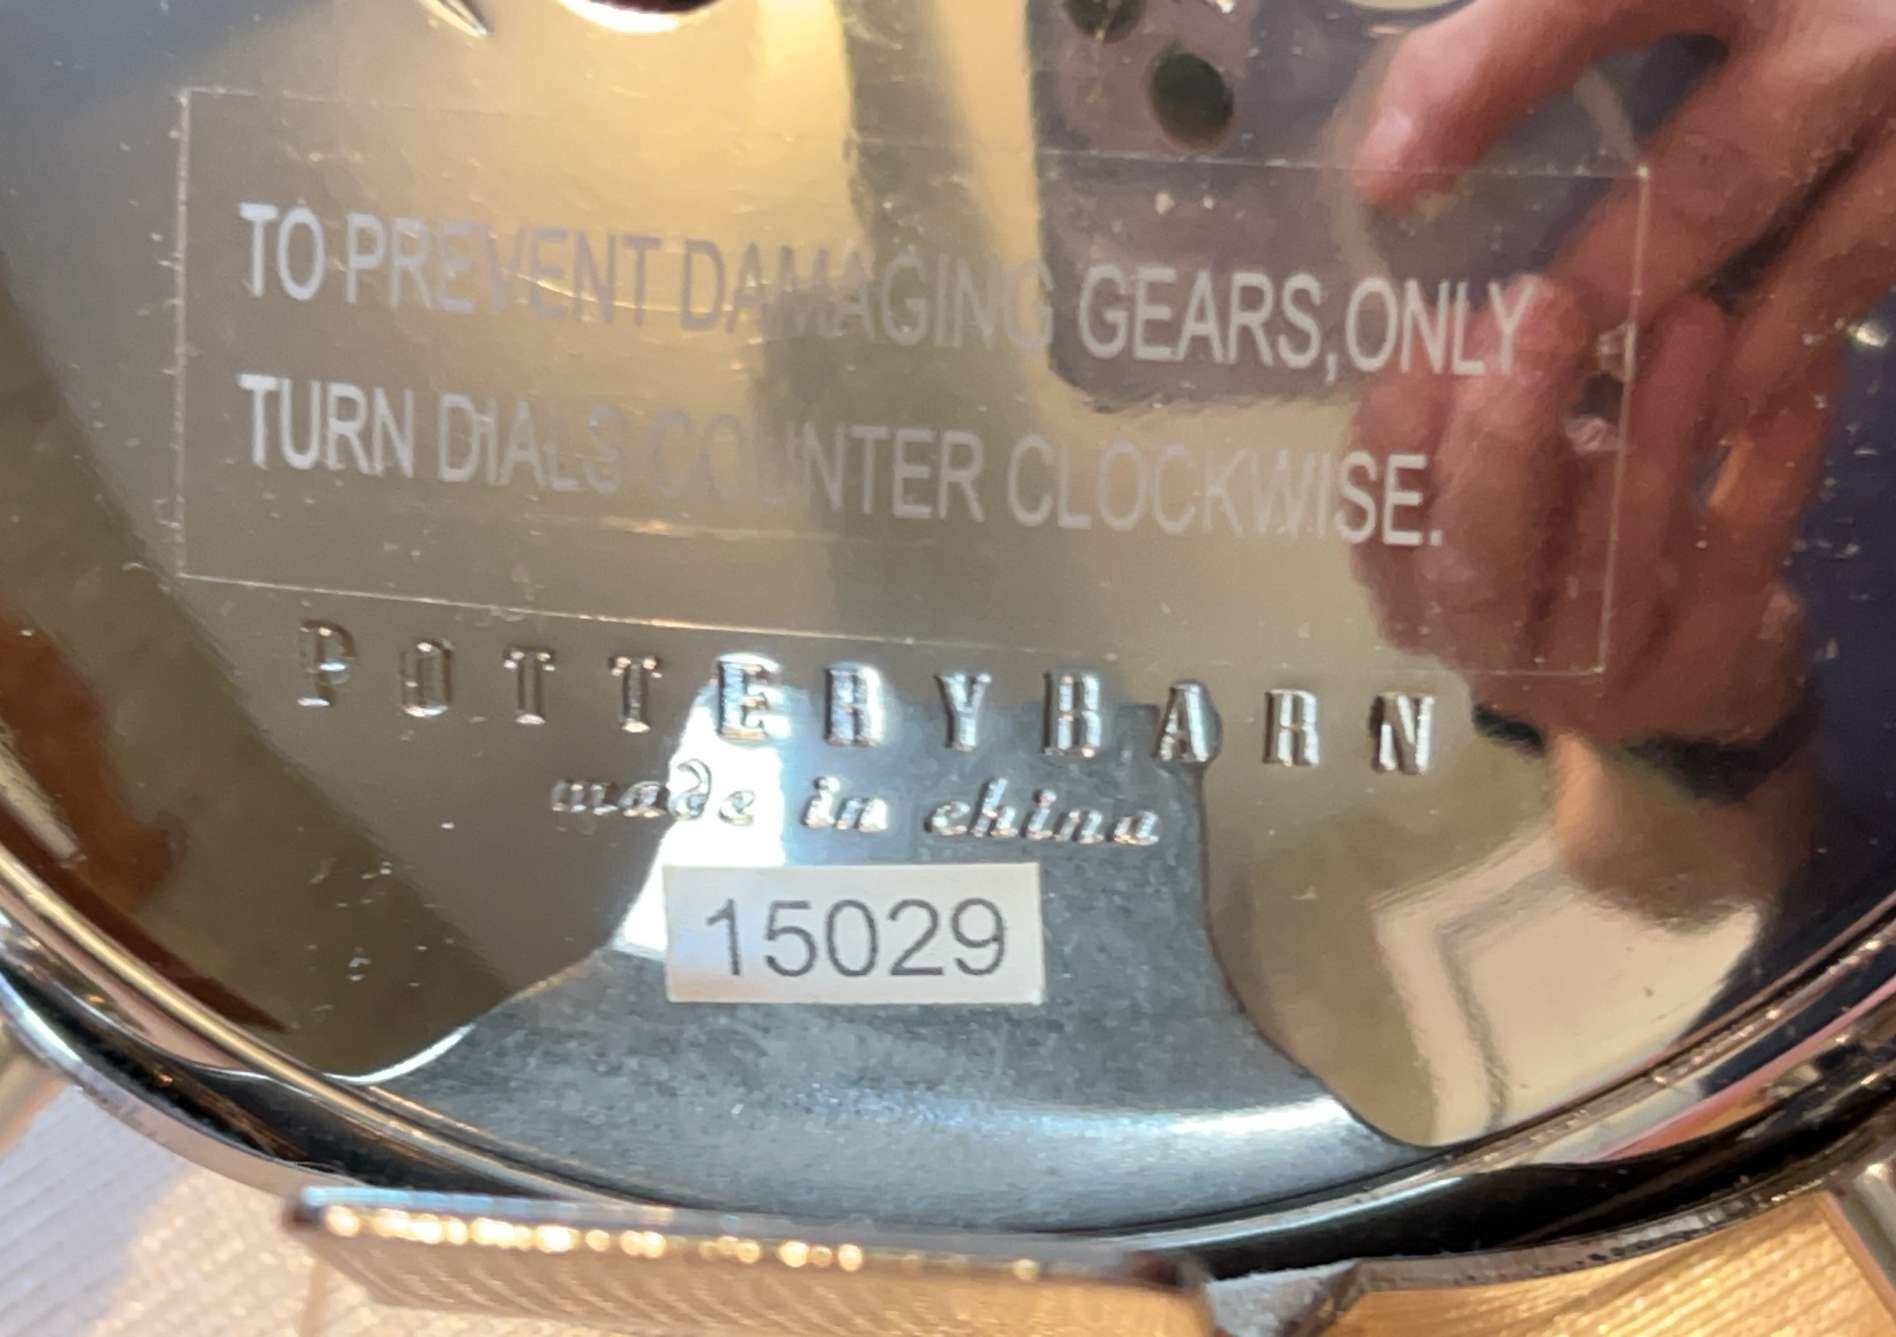 TO PREVENT DAMAGING GEARS,ONLY
TURN DIALS COUNTER CLOCKWISE.
POTTERYBARN
made in china
15029